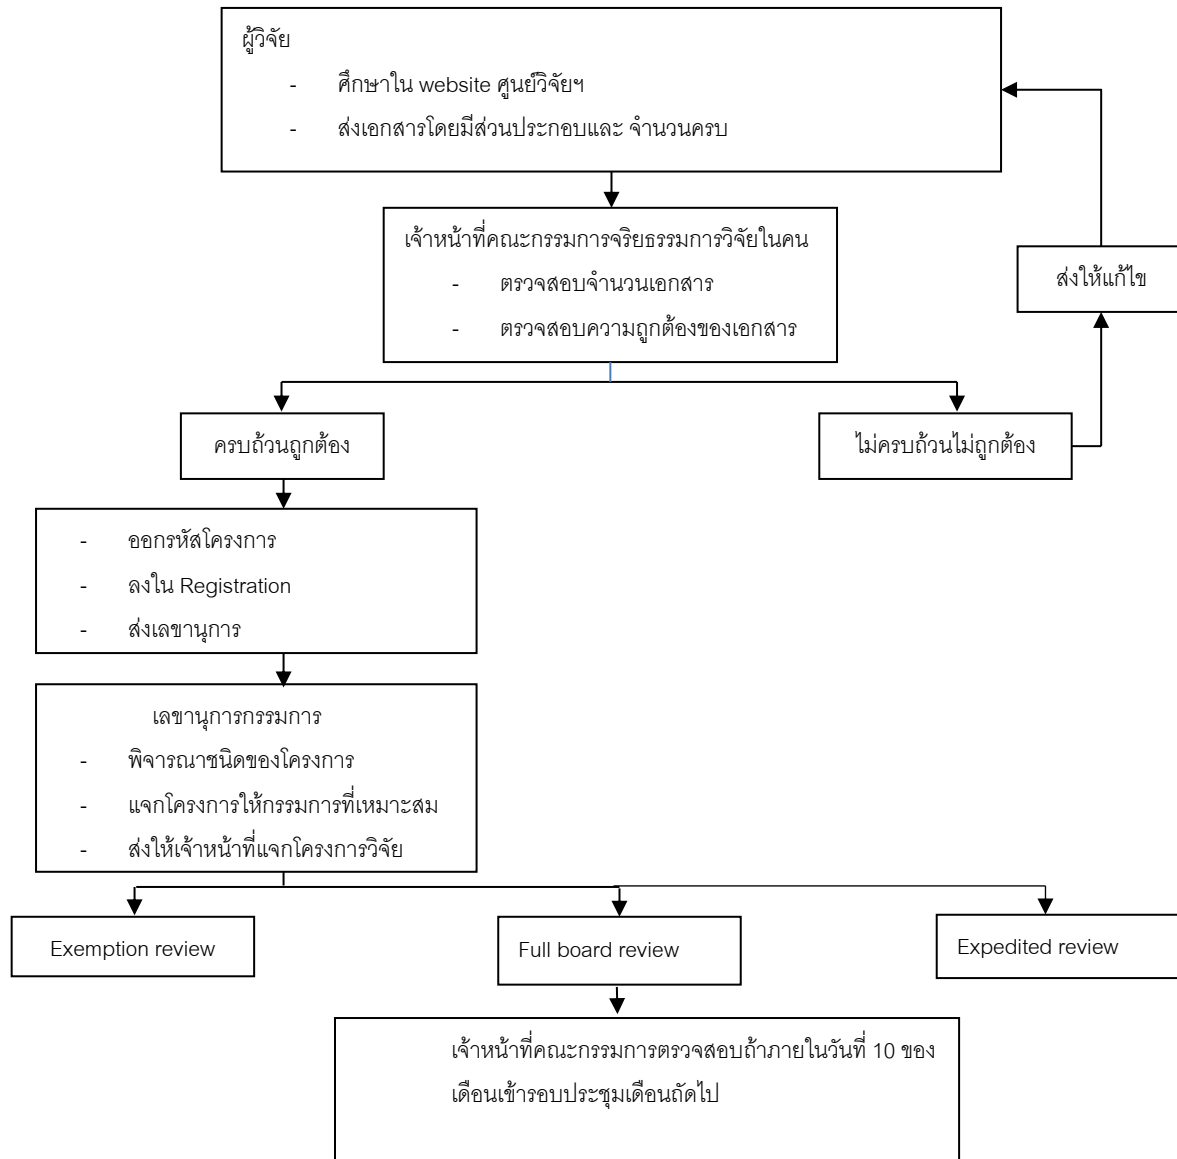 ผู้วิจัย
- ศึกษาใน website ศูนย์วิจัยฯ
- ส่งเอกสารโดยมีส่วนประกอบและ จำนวนครบ
เจ้าหน้าที่คณะกรรมการจริยธรรมการวิจัยในคน
- ตรวจสอบจำนวนเอกสาร
- ตรวจสอบความถูกต้องของเอกสาร
ส่งให้แก้ไข
ครบถ้วนถูกต้อง
ไม่ครบถ้วนไม่ถูกต้อง
- ออกรหัสโครงการ
- ลงใน Registration
- ส่งเลขานุการ
เลขานุการกรรมการ
- พิจารณาชนิดของโครงการ
- แจกโครงการให้กรรมการที่เหมาะสม
- ส่งให้เจ้าหน้าที่แจกโครงการวิจัย
Exemption review
Full board review
Expedited review
เจ้าหน้าที่คณะกรรมการตรวจสอบถ้าภายในวันที่ 10 ของ
เดือนเข้ารอบประชุมเดือนถัดไป